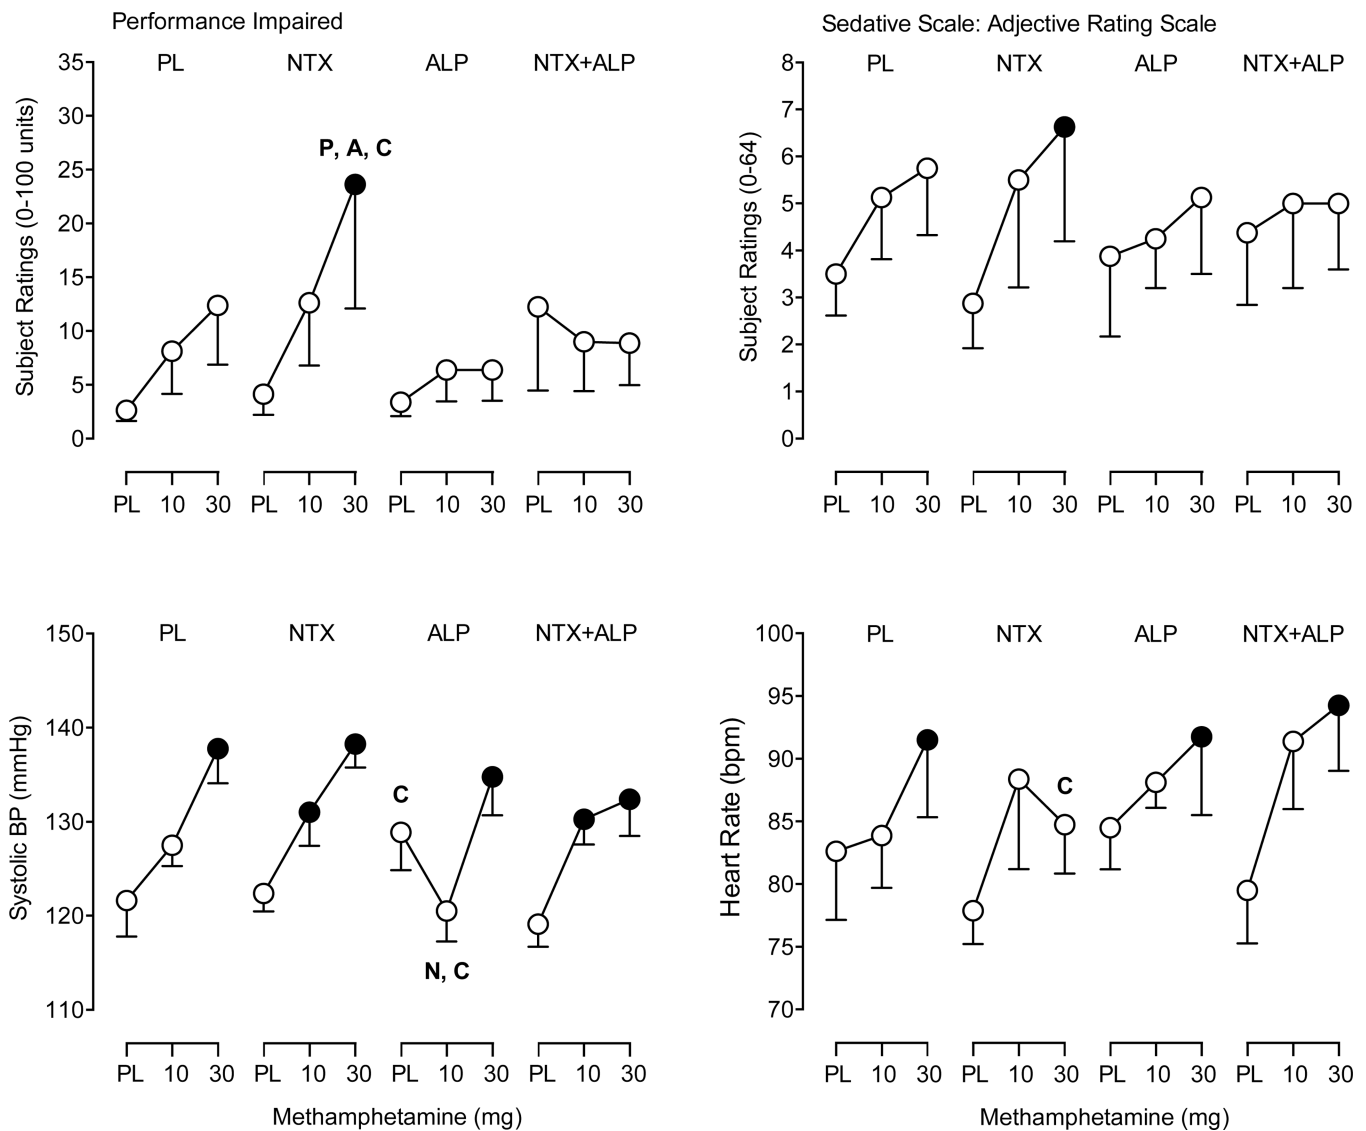 Performance Impaired
Subject Ratings (0-100 units)
35
30
25
20
15
10
5
0
PL NTX ALP NTX+ALP
P, A, C
PL 10 30 PL 10 30 PL 10 30 PL 10 30
Sedative Scale: Adjective Rating Scale
Subject Ratings (0-64)
8
7
6
5
4
3
2
1
0
PL NTX ALP NTX+ALP
PL 10 30 PL 10 30 PL 10 30 PL 10 30
Systolic BP (mmHg)
150
140
130
120
110
PL NTX ALP NTX+ALP
C
N, C
PL 10 30 PL 10 30 PL 10 30 PL 10 30
Methamphetamine (mg)
Heart Rate (bpm)
100
95
90
85
80
75
70
PL NTX ALP NTX+ALP
C
PL 10 30 PL 10 30 PL 10 30 PL 10 30
Methamphetamine (mg)